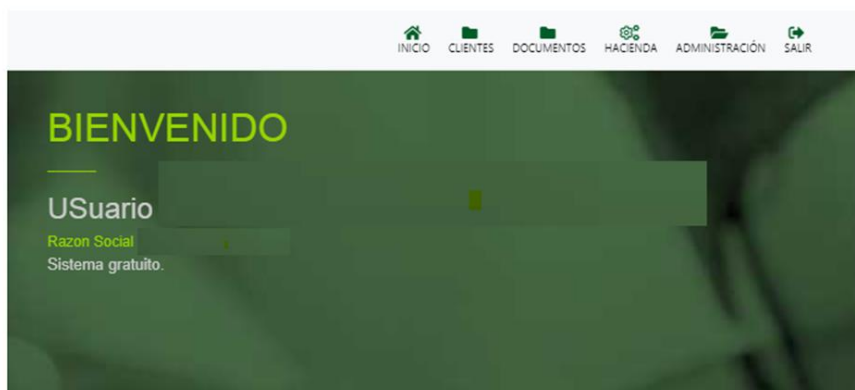 INICIO CLIENTES DOCUMENTOS HACIENDA ADMINISTRACIÓN SALIR
BIENVENIDO
USuario
Razon Social
Sistema gratuito.